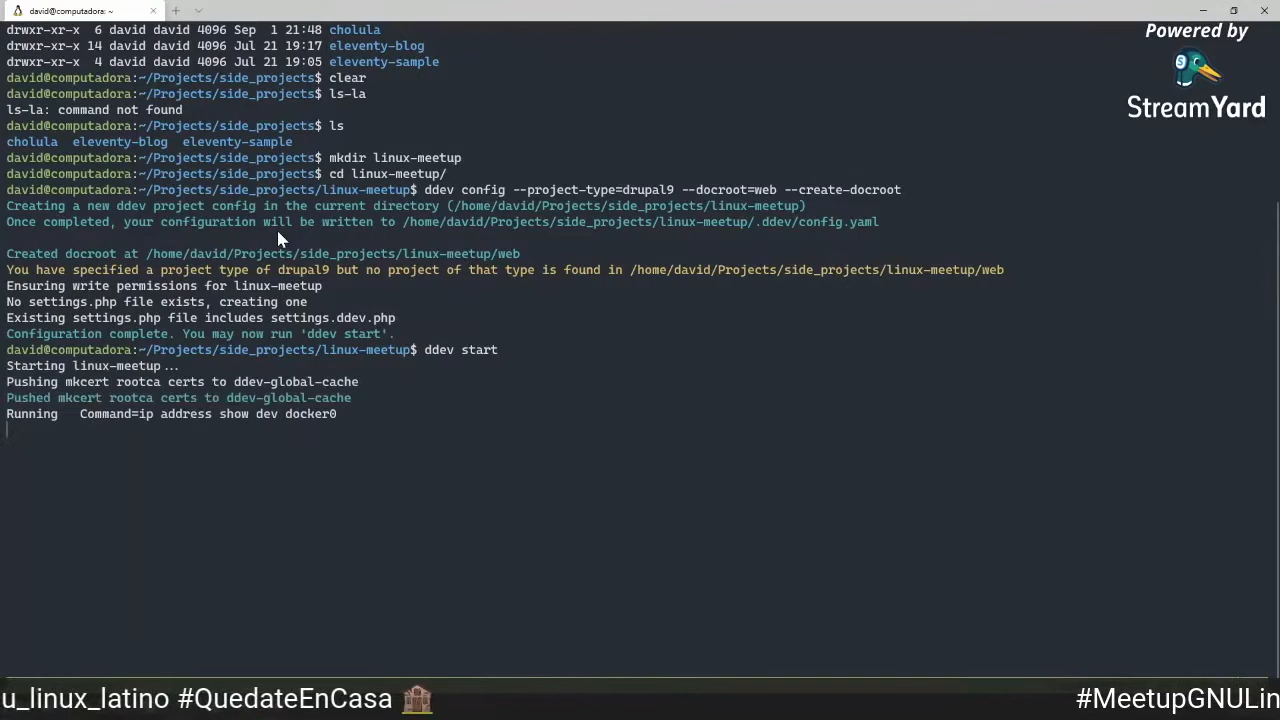 david@computadora: ~
drwxr-xr-x  6 david david 4096 Sep  1 21:48 cholula
drwxr-xr-x 14 david david 4096 Jul 21 19:17 eleventy-blog
drwxr-xr-x  4 david david 4096 Jul 21 19:05 eleventy-sample
david@computadora:~/Projects/side_projects$ clear
david@computadora:~/Projects/side_projects$ ls-la
ls-la: command not found
david@computadora:~/Projects/side_projects$ ls
cholula  eleventy-blog  eleventy-sample
david@computadora:~/Projects/side_projects$ mkdir linux-meetup
david@computadora:~/Projects/side_projects$ cd linux-meetup/
david@computadora:~/Projects/side_projects/linux-meetup$ ddev config --project-type=drupal9 --docroot=web --create-docroot
Creating a new ddev project config in the current directory (/home/david/Projects/side_projects/linux-meetup)
Once completed, your configuration will be written to /home/david/Projects/side_projects/linux-meetup/.ddev/config.yaml
Created docroot at /home/david/Projects/side_projects/linux-meetup/web
You have specified a project type of drupal9 but no project of that type is found in /home/david/Projects/side_projects/linux-meetup/web
Ensuring write permissions for linux-meetup
No settings.php file exists, creating one
Existing settings.php file includes settings.ddev.php
Configuration complete. You may now run 'ddev start'.
david@computadora:~/Projects/side_projects/linux-meetup$ ddev start
Starting linux-meetup...
Pushing mkcert rootca certs to ddev-global-cache
Pushed mkcert rootca certs to ddev-global-cache
Running   Command=ip address show dev docker0
Powered by
StreamYard
u_linux_latino #QuedateEnCasa
#MeetupGNULin